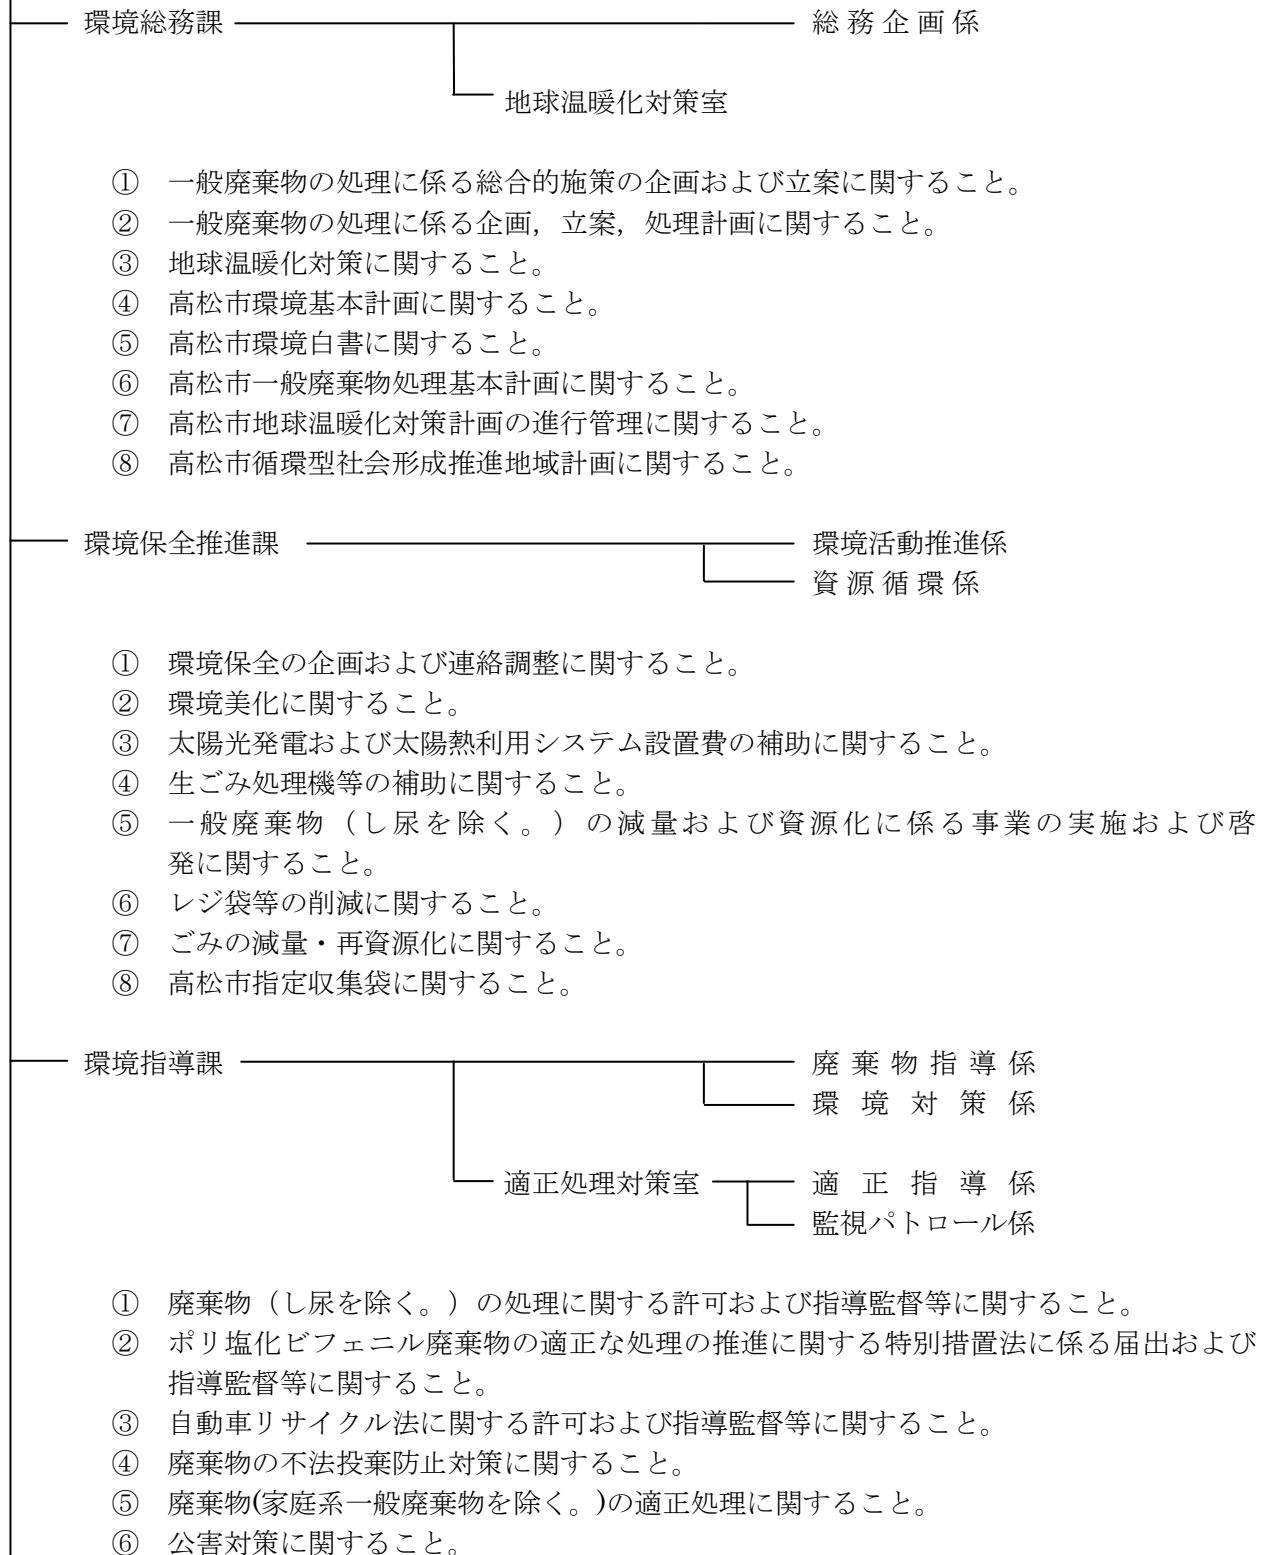 環境総務課 総務企画係
地球温暖化対策室
① 一般廃棄物の処理に係る総合的施策の企画および立案に関すること。
② 一般廃棄物の処理に係る企画，立案，処理計画に関すること。
③ 地球温暖化対策に関すること。
④ 高松市環境基本計画に関すること。
⑤ 高松市環境白書に関すること。
⑥ 高松市一般廃棄物処理基本計画に関すること。
⑦ 高松市地球温暖化対策計画の進行管理に関すること。
⑧ 高松市循環型社会形成推進地域計画に関すること。
環境保全推進課 環境活動推進係
資源循環係
① 環境保全の企画および連絡調整に関すること。
② 環境美化に関すること。
③ 太陽光発電および太陽熱利用システム設置費の補助に関すること。
④ 生ごみ処理機等の補助に関すること。
⑤ 一般廃棄物（し尿を除く。）の減量および資源化に係る事業の実施および啓
発に関すること。
⑥ レジ袋等の削減に関すること。
⑦ ごみの減量・再資源化に関すること。
⑧ 高松市指定収集袋に関すること。
環境指導課 廃棄物指導係
環境対策係
適正処理対策室 適正指導係
監視パトロール係
① 廃棄物（し尿を除く。）の処理に関する許可および指導監督等に関すること。
② ポリ塩化ビフェニル廃棄物の適正な処理の推進に関する特別措置法に係る届出および
指導監督等に関すること。
③ 自動車リサイクル法に関する許可および指導監督等に関すること。
④ 廃棄物の不法投棄防止対策に関すること。
⑤ 廃棄物(家庭系一般廃棄物を除く。)の適正処理に関すること。
⑥ 公害対策に関すること。